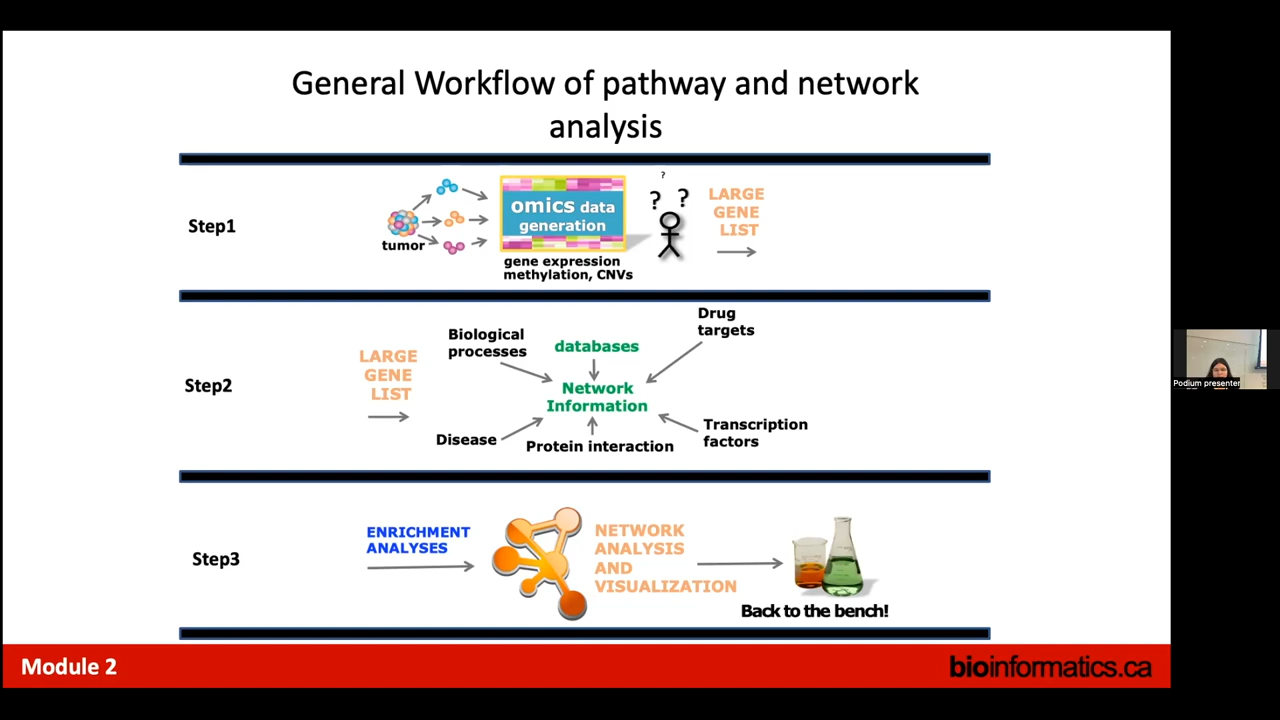 General Workflow of pathway and network
analysis
Step1
tumor
omics data
generation
gene expression
methylation, CNVs
?
? ?
LARGE
GENE
LIST
Step2
LARGE
GENE
LIST
Biological
processes
databases
Drug
targets
Network
Information
Disease
Protein interaction
Transcription
factors
Step3
ENRICHMENT
ANALYSES
NETWORK
ANALYSIS
AND
VISUALIZATION
Back to the bench!
Module 2
bioinformatics.ca
Podium presenter